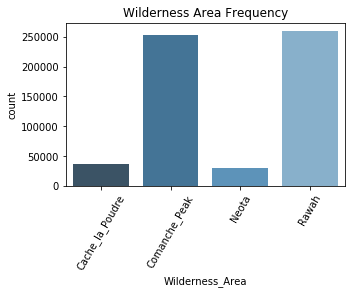 Wilderness Area Frequency
250000
200000
150000
100000
50000
0
count
Cache_la_Poudre
Comanche_Peak
Neota
Rawah
Wilderness_Area